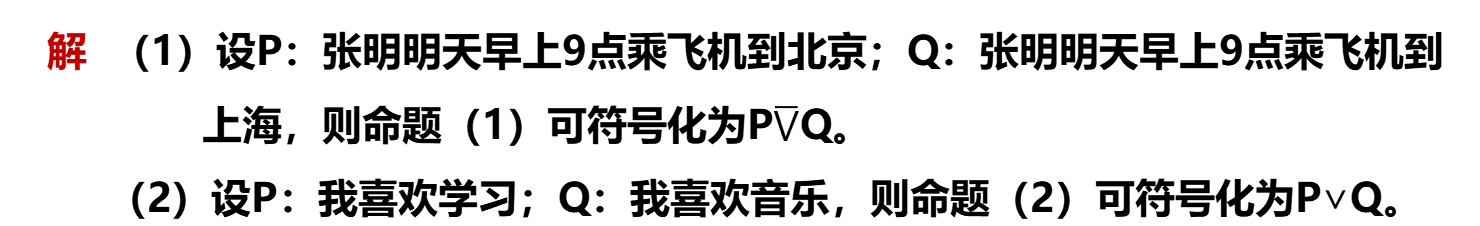 解 （1）设P：张明明天早上9点乘飞机到北京；Q：张明明天早上9点乘飞机到
上海，则命题（1）可符号化为P⊽Q。
（2）设P：我喜欢学习；Q：我喜欢音乐，则命题（2）可符号化为P∨Q。